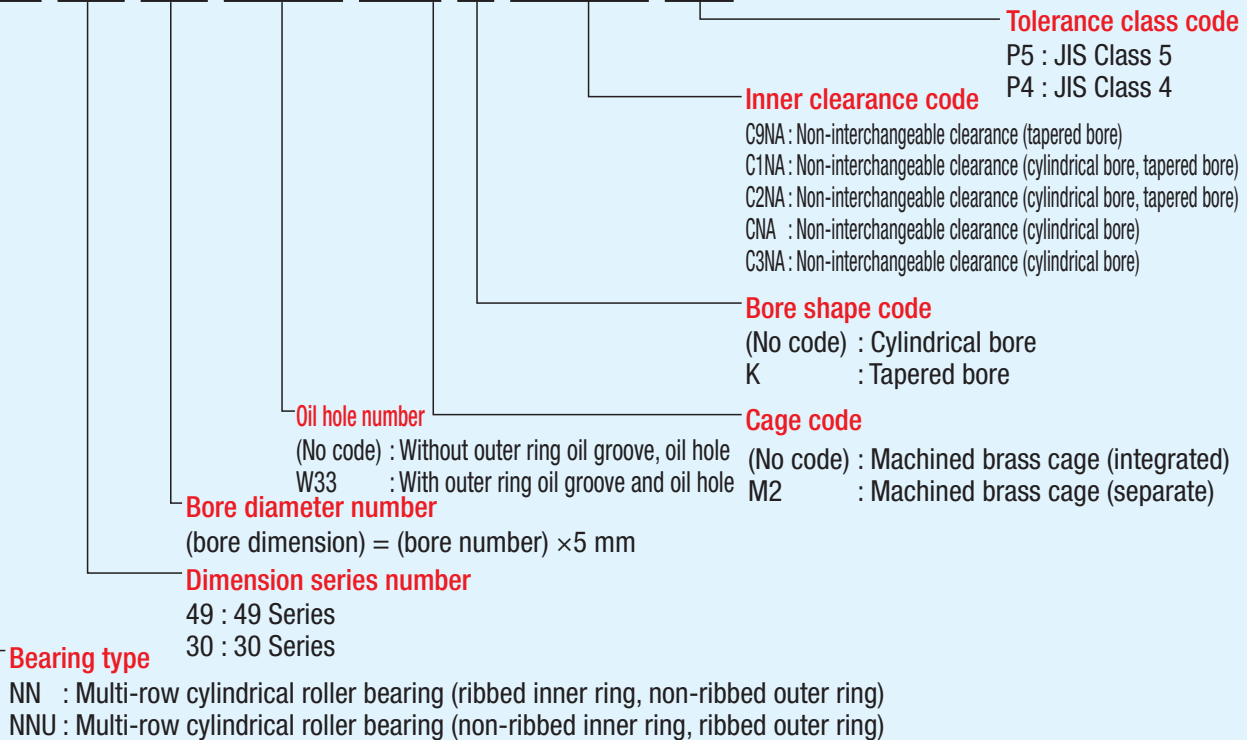 Tolerance class code
P5 : JIS Class 5
P4 : JIS Class 4
Inner clearance code
C9NA : Non-interchangeable clearance (tapered bore)
C1NA : Non-interchangeable clearance (cylindrical bore, tapered bore)
C2NA : Non-interchangeable clearance (cylindrical bore, tapered bore)
CNA : Non-interchangeable clearance (cylindrical bore)
C3NA : Non-interchangeable clearance (cylindrical bore)
Bore shape code
(No code) : Cylindrical bore
K : Tapered bore
Cage code
(No code) : Machined brass cage (integrated)
M2 : Machined brass cage (separate)
Oil hole number
(No code) : Without outer ring oil groove, oil hole
W33 : With outer ring oil groove and oil hole
Bore diameter number
(bore dimension) = (bore number) ×5 mm
Dimension series number
49 : 49 Series
30 : 30 Series
Bearing type
NN : Multi-row cylindrical roller bearing (ribbed inner ring, non-ribbed outer ring)
NNU : Multi-row cylindrical roller bearing (non-ribbed inner ring, ribbed outer ring)